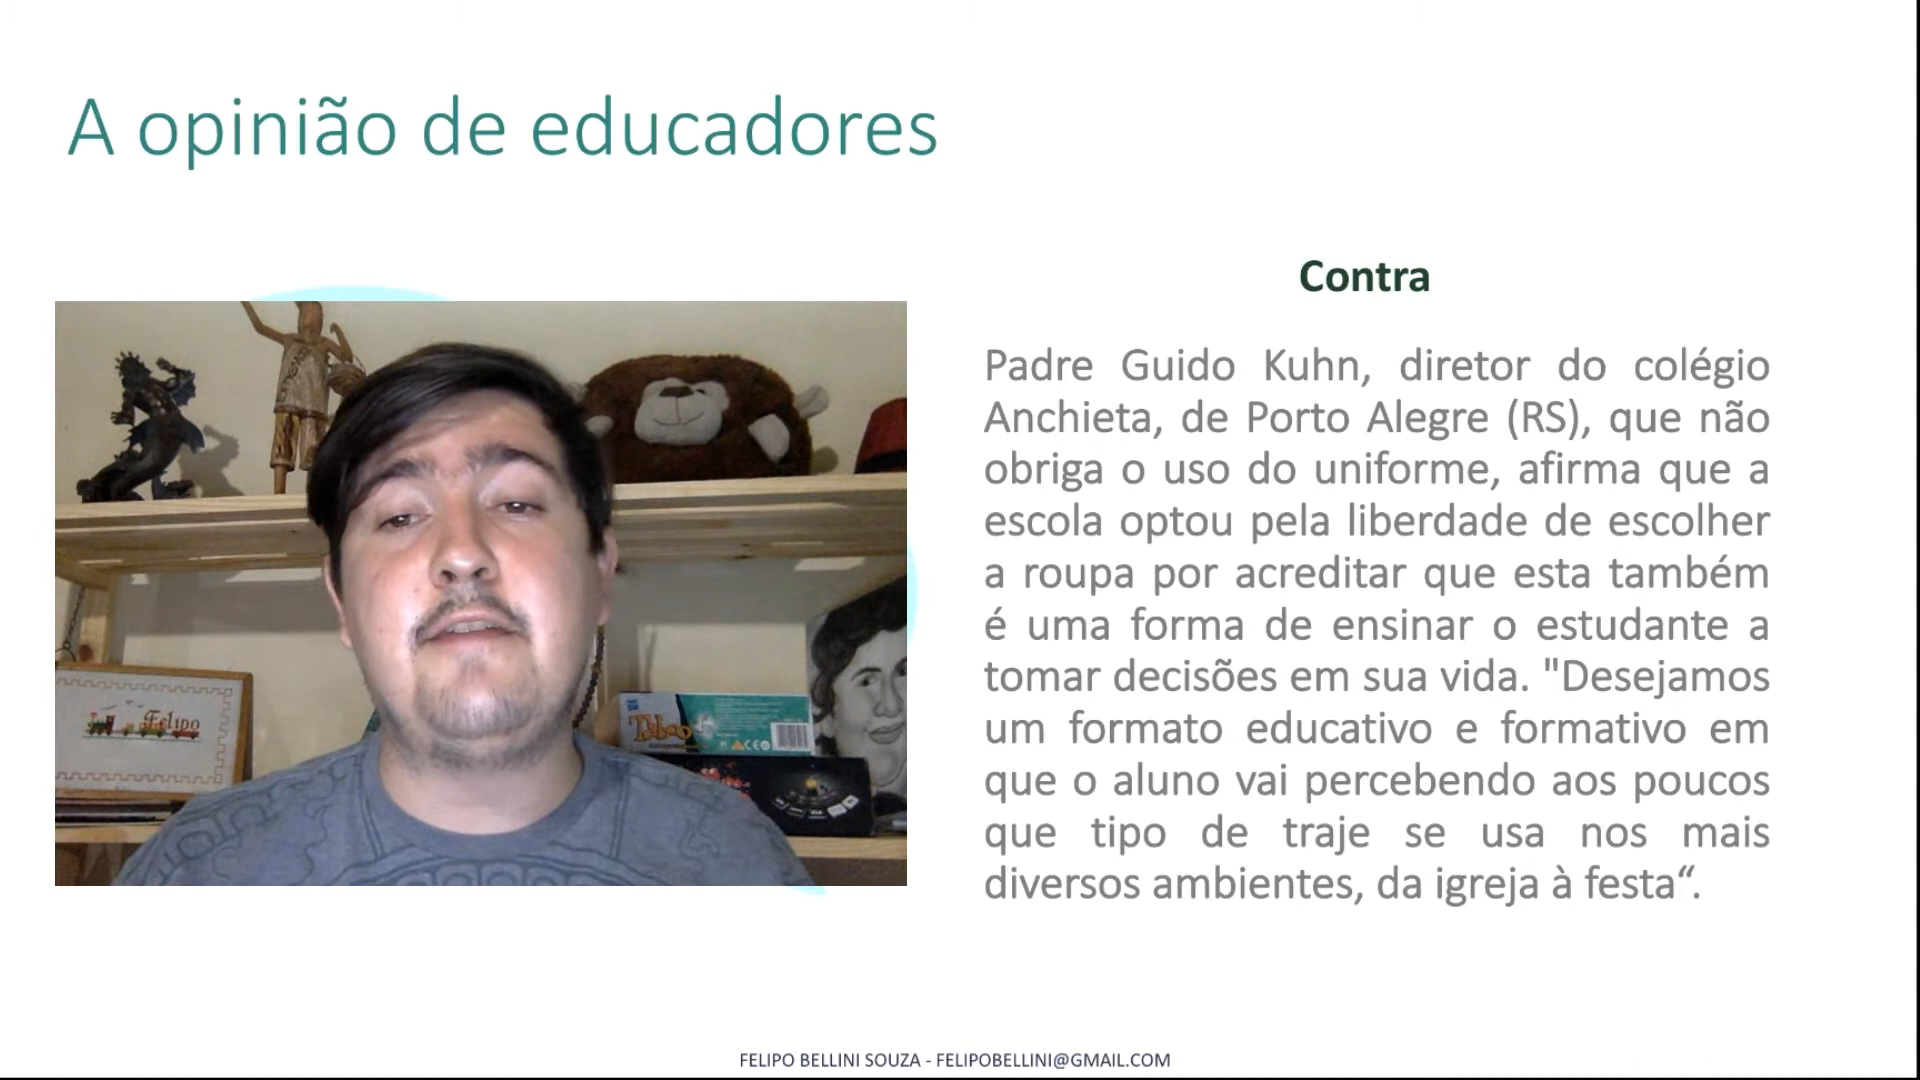 A opinião de educadores
Contra
Padre Guido Kuhn, diretor do colégio
Anchieta, de Porto Alegre (RS), que não
obriga o uso do uniforme, afirma que a
escola optou pela liberdade de escolher
a roupa por acreditar que esta também
é uma forma de ensinar o estudante a
tomar decisões em sua vida. "Desejamos
um formato educativo e formativo em
que o aluno vai percebendo aos poucos
que tipo de traje se usa nos mais
diversos ambientes, da igreja à festa“.
Felipo
FELIPO BELLINI SOUZA - FELIPOBELLINI@GMAIL.COM